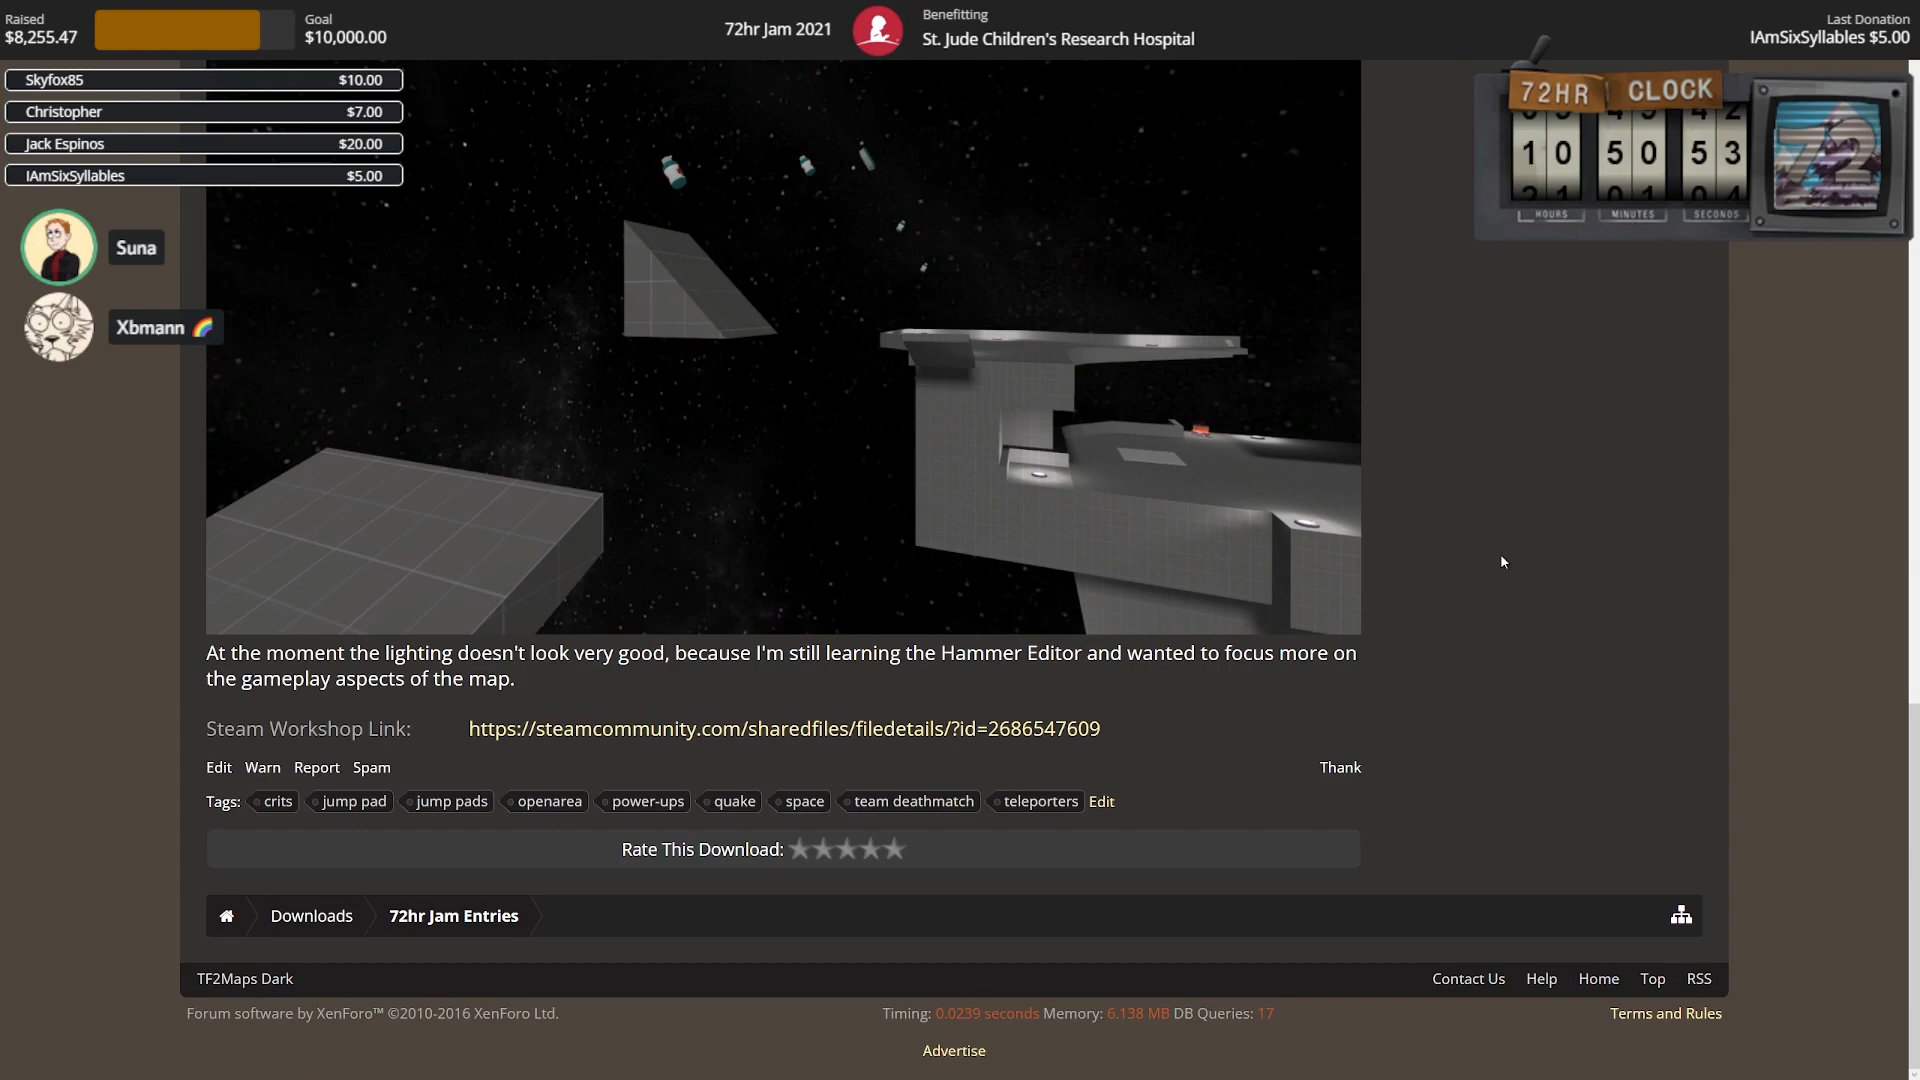 Raised
$8,255.47
Goal
$10,000.00
72hr Jam 2021
Benefitting
St. Jude Children's Research Hospital
Last Donation
IAmSixSyllables $5.00
Skyfox85 $10.00
Christopher $7.00
Jack Espinos $20.00
IAmSixSyllables $5.00
Suna
Xbmann 🌈
72HR CLOCK
10 50 53
HOURS MINUTES SECONDS
72
At the moment the lighting doesn't look very good, because I'm still learning the Hammer Editor and wanted to focus more on
the gameplay aspects of the map.
Steam Workshop Link: https://steamcommunity.com/sharedfiles/filedetails/?id=2686547609
Edit Warn Report Spam Thank
Tags: crits jump pad jump pads openarea power-ups quake space team deathmatch teleporters Edit
Rate This Download:
Downloads 72hr Jam Entries
TF2Maps Dark Contact Us Help Home Top RSS
Forum software by XenForo™ ©2010-2016 XenForo Ltd. Timing: 0.0239 seconds Memory: 6.138 MB DB Queries: 17 Terms and Rules
Advertise